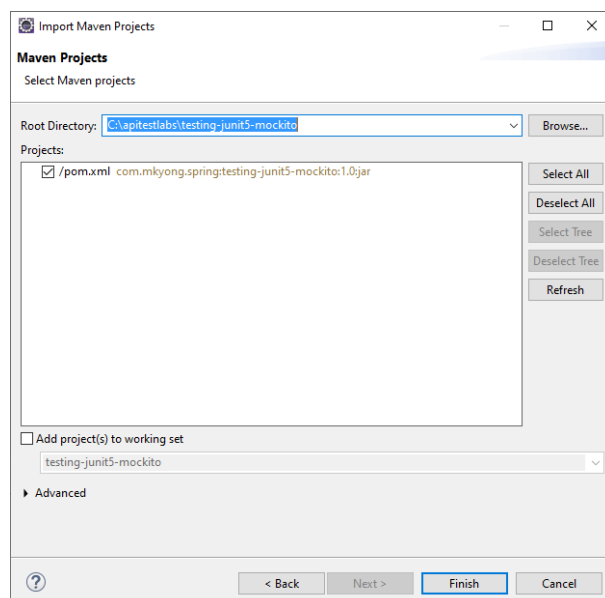 Import Maven Projects
Maven Projects
Select Maven projects
Root Directory: C:\apitestlabs\testing-junit5-mockito Browse...
Projects:
/pom.xml com.mkyong.spring:testing-junit5-mockito:1.0:jar
Select All
Deselect All
Select Tree
Deselect Tree
Refresh
Add project(s) to working set
testing-junit5-mockito
Advanced
? < Back Next > Finish Cancel